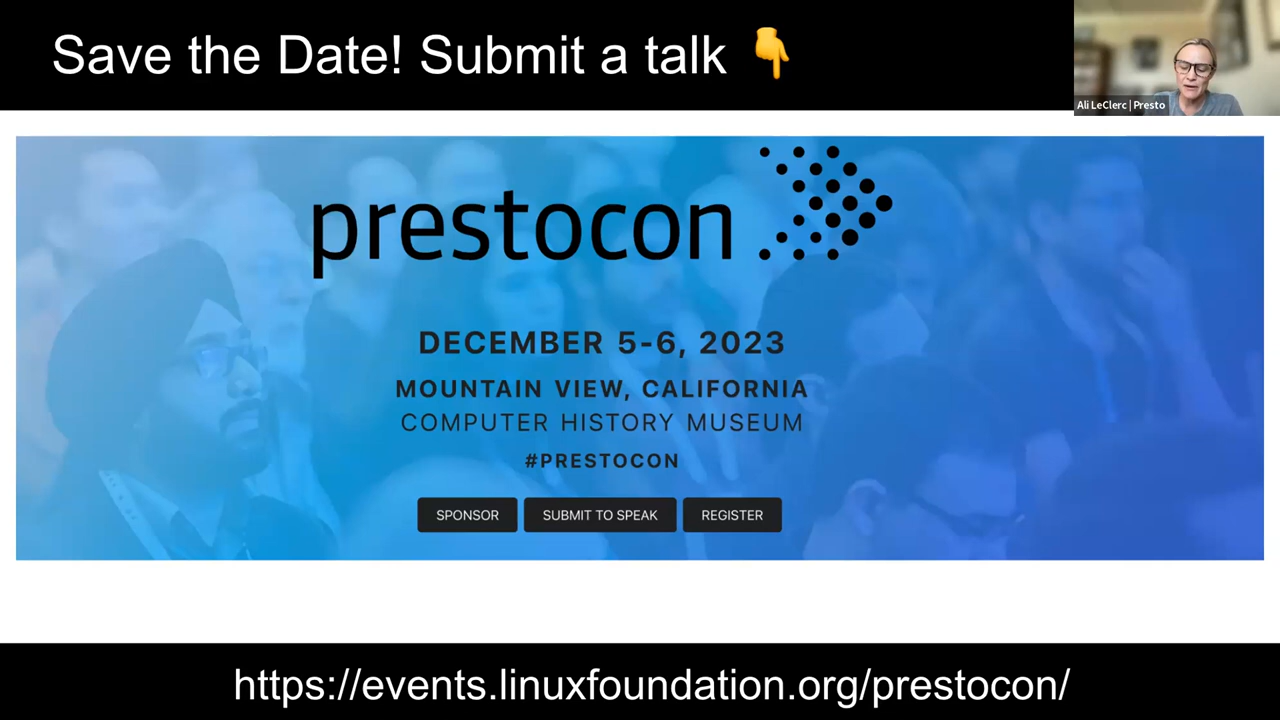 Save the Date! Submit a talk 👇
Ali LeClerc | Presto
prestocon
DECEMBER 5-6, 2023
MOUNTAIN VIEW, CALIFORNIA
COMPUTER HISTORY MUSEUM
#PRESTOCON
SPONSOR
SUBMIT TO SPEAK
REGISTER
https://events.linuxfoundation.org/prestocon/